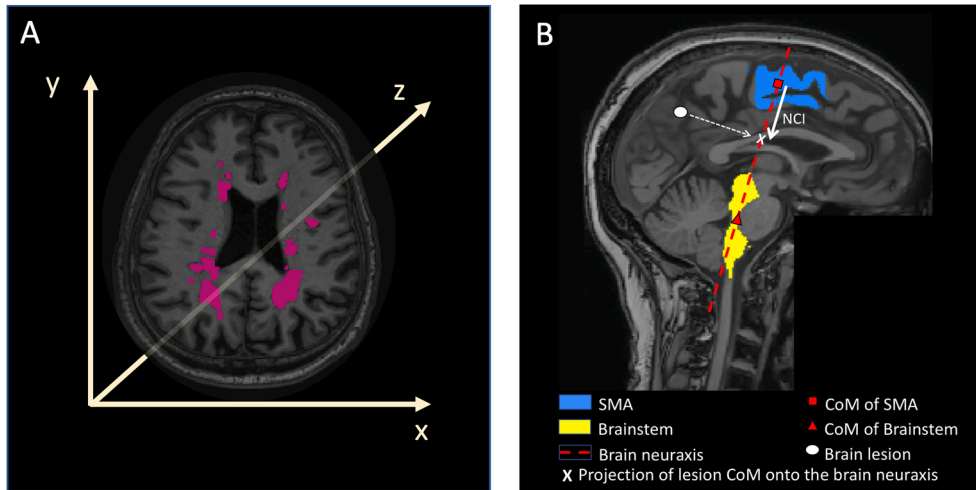 A
y
z
x
B
NCI
X
SMA
CoM of SMA
Brainstem
CoM of Brainstem
Brain neuraxis
Brain lesion
X Projection of lesion CoM onto the brain neuraxis